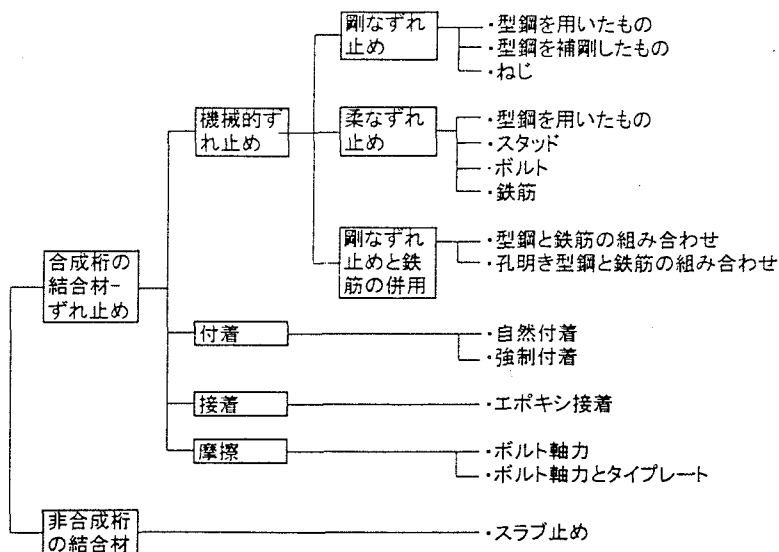 剛なずれ
止め
・型鋼を用いたもの
・型鋼を補剛したもの
・ねじ
機械的ず
れ止め
柔なずれ
止め
・型鋼を用いたもの
・スタッド
・ボルト
・鉄筋
剛なずれ
止めと鉄
筋の併用
・型鋼と鉄筋の組み合わせ
・孔明き型鋼と鉄筋の組み合わせ
合成桁の
結合材-
ずれ止め
付着
・自然付着
・強制付着
接着
・エポキシ接着
摩擦
・ボルト軸力
・ボルト軸力とタイプレート
非合成桁
の結合材
・スラブ止め